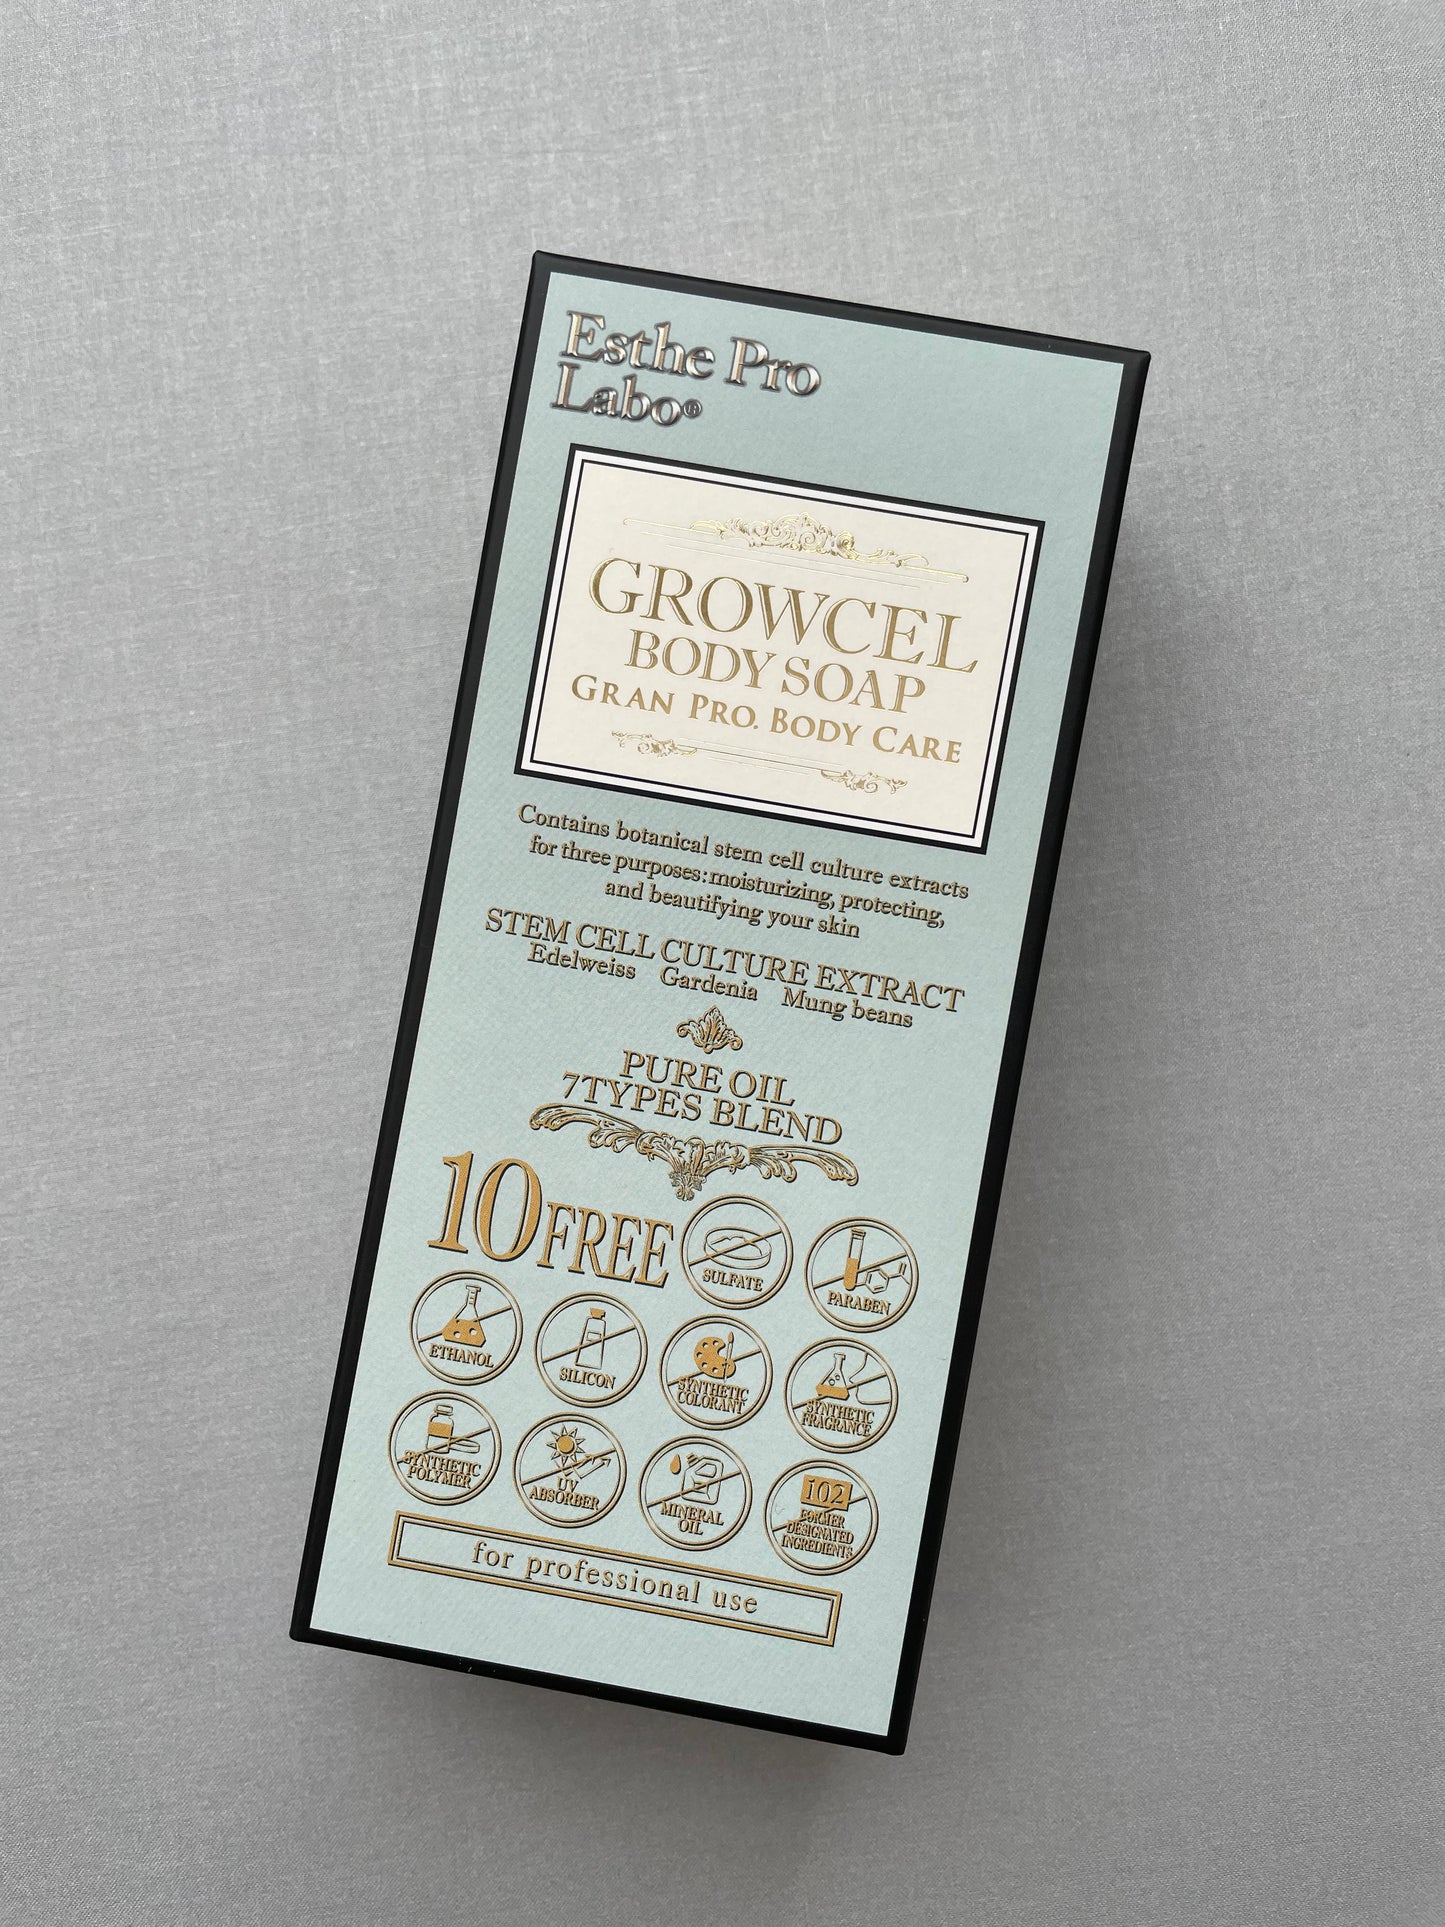 Esthe Pro
Labo®
GROWCEL
BODY SOAP
GRAN PRO. BODY CARE
Contains botanical stem cell culture extracts
for three purposes:moisturizing, protecting,
and beautifying your skin
STEM CELL CULTURE EXTRACT
Edelweiss Gardenia Mung beans
PURE OIL
7TYPES BLEND
10FREE
SULFATE
PARABEN
ETHANOL
SILICON
SYNTHETIC
COLORANT
SYNTHETIC
FRAGRANCE
SYNTHETIC
POLYMER
UV
ABSORBER
MINERAL
OIL
102
FORMER
DESIGNATED
INGREDIENTS
for professional use